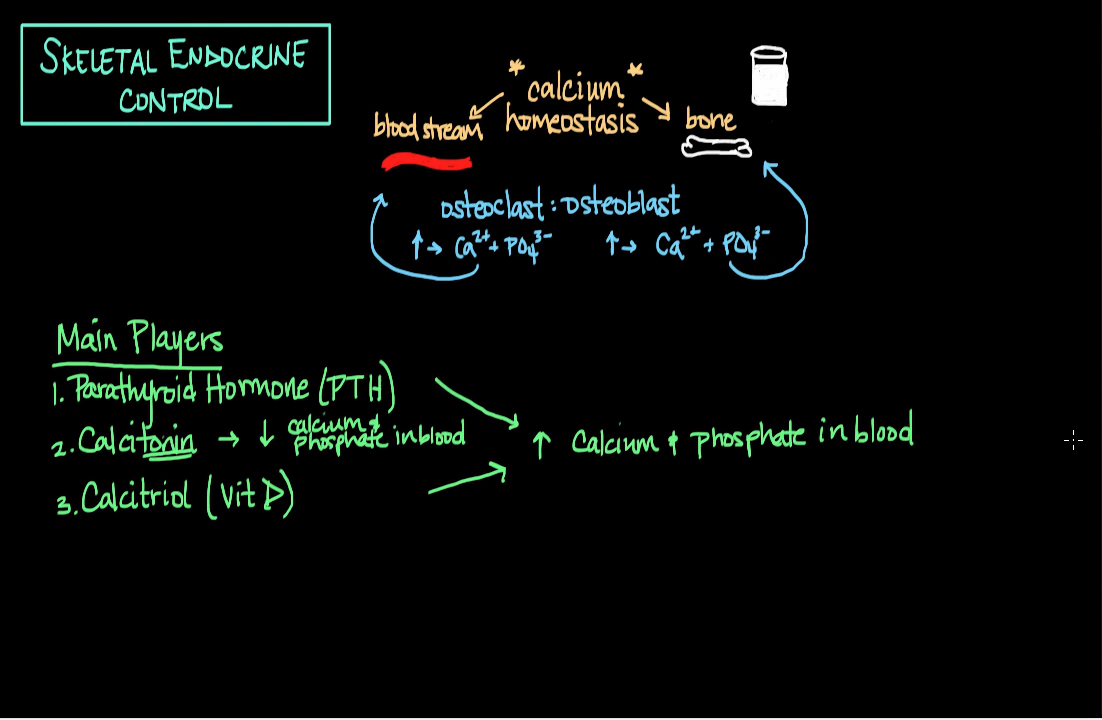 SKELETAL ENDOCRINE
CONTROL
* calcium *
homeostasis
blood stream
bone
osteoclast : osteoblast
↑ → Ca²⁺ + PO₄³⁻
↑ → Ca²⁺ + PO₄³⁻
Main Players
1. Parathyroid Hormone (PTH)
2. Calcitonin → ↓ calcium & phosphate in blood
↑ Calcium & phosphate in blood
3. Calcitriol (Vit D)